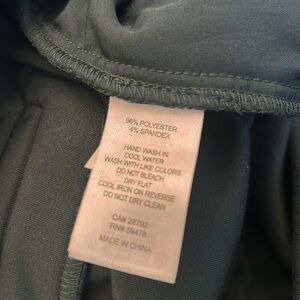 96% POLYESTER
4% SPANDEX
HAND WASH IN
COOL WATER
WASH WITH LIKE COLORS
DO NOT BLEACH
DRY FLAT
COOL IRON ON REVERSE
DO NOT DRY CLEAN
CA# 28792
RN# 59478
MADE IN CHINA